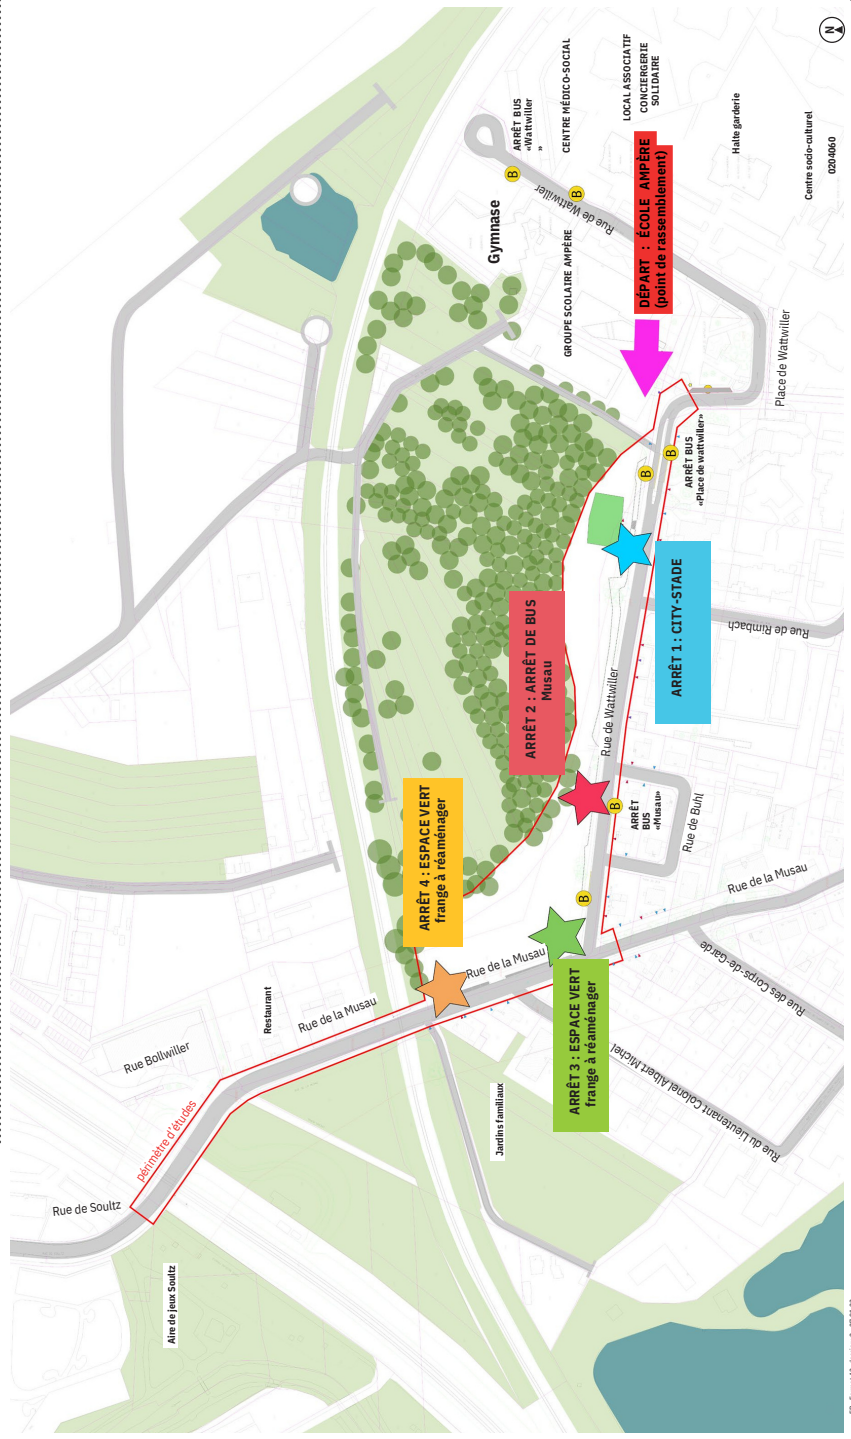 N
ARRÊT BUS
«Wattwiller
»
CENTRE MÉDICO-SOCIAL
LOCAL ASSOCIATIF
CONCIERGERIE
SOLIDAIRE
Halte garderie
Centre socio-culturel
0204060
B
B
Rue de Wattwiller
Gymnase
GROUPE SCOLAIRE AMPÈRE
DÉPART : ÉCOLE AMPÈRE
(point de rassemblement)
Place de Wattwiller
B
B
ARRÊT BUS
«Place de wattwiller»
ARRÊT 1 : CITY-STADE
Rue de Rimbach
ARRÊT 2 : ARRÊT DE BUS
Musau
Rue de Wattwiller
B
ARRÊT
BUS
«Musau»
Rue de Buhl
B
ARRÊT 4 : ESPACE VERT
frange à réaménager
Rue de la Musau
Rue de la Musau
Rue des Corps-de-Garde
ARRÊT 3 : ESPACE VERT
frange à réaménager
Rue du Lieutenant Colonel Albert Michel
Restaurant
Rue de la Musau
Rue Bollwiller
Jardins familiaux
périmètre d'études
Rue de Soultz
Aire de jeux Soultz